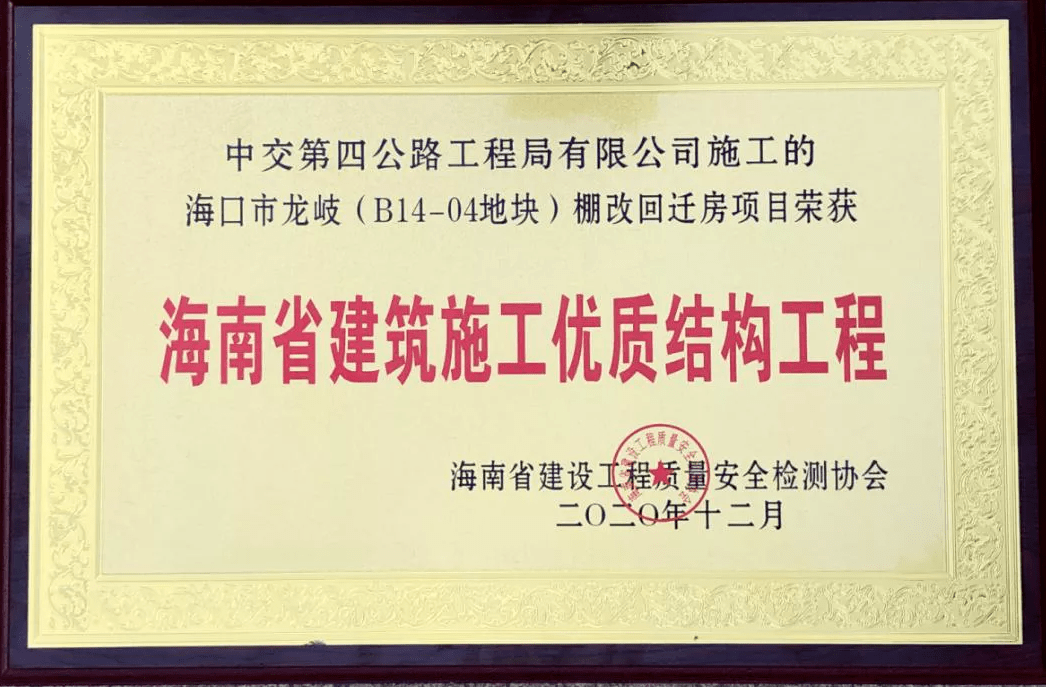 中交第四公路工程局有限公司施工的
海口市龙岐（B14-04地块）棚改回迁房项目荣获
海南省建筑施工优质结构工程
海南省建设工程质量安全检测协会
二〇二〇年十二月